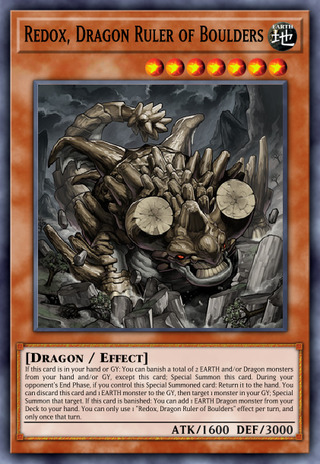 Redox, Dragon Ruler of Boulders
EARTH
地
[Dragon / Effect]
If this card is in your hand or GY: You can banish a total of 2 EARTH and/or Dragon monsters
from your hand and/or GY, except this card; Special Summon this card. During your
opponent's End Phase, if you control this Special Summoned card: Return it to the hand. You
can discard this card and 1 EARTH monster to the GY, then target 1 monster in your GY; Special
Summon that target. If this card is banished: You can add 1 EARTH Dragon monster from your
Deck to your hand. You can only use 1 "Redox, Dragon Ruler of Boulders" effect per turn, and
only once that turn.
ATK/1600 DEF/3000